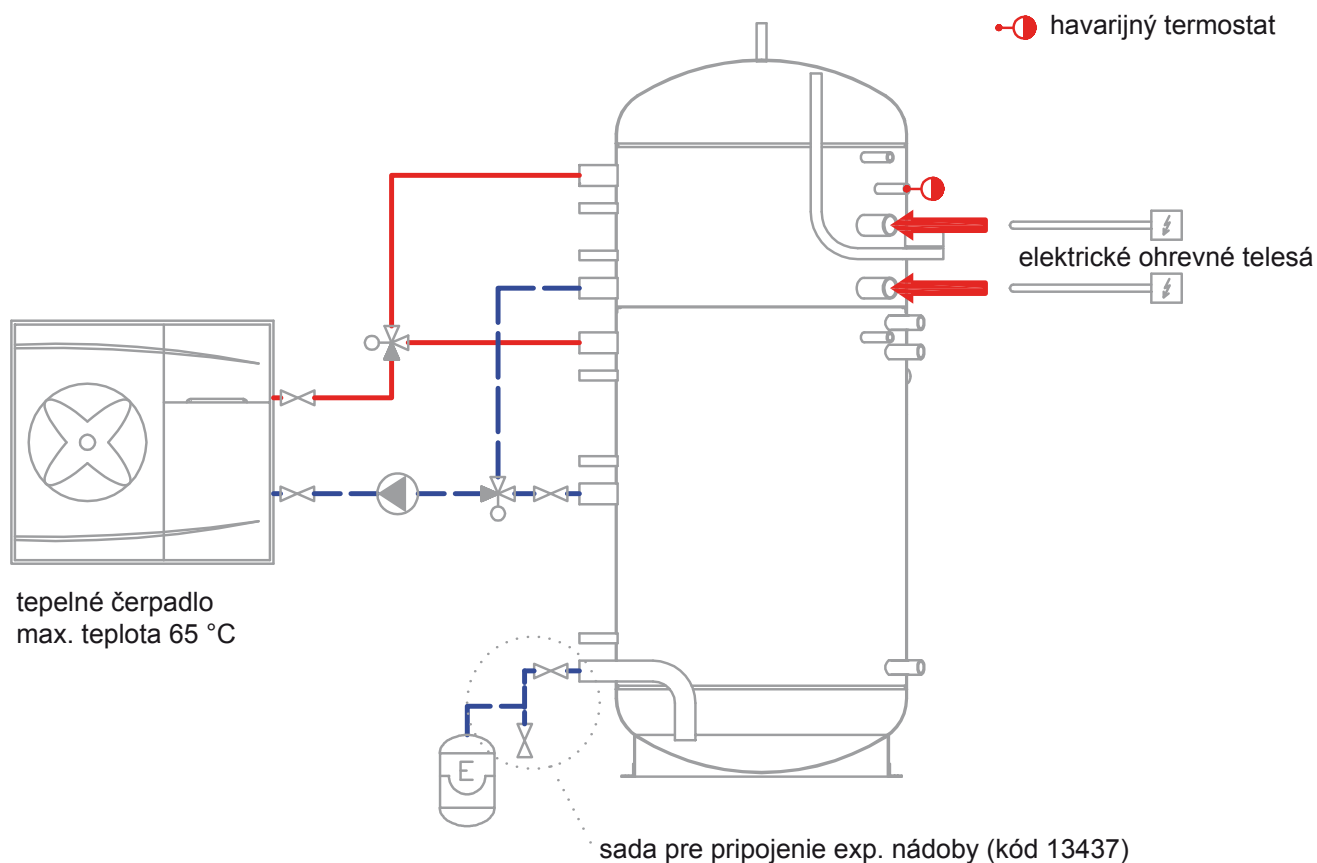 havarijný termostat
elektrické ohrevné telesá
tepelné čerpadlo
max. teplota 65 °C
E
sada pre pripojenie exp. nádoby (kód 13437)